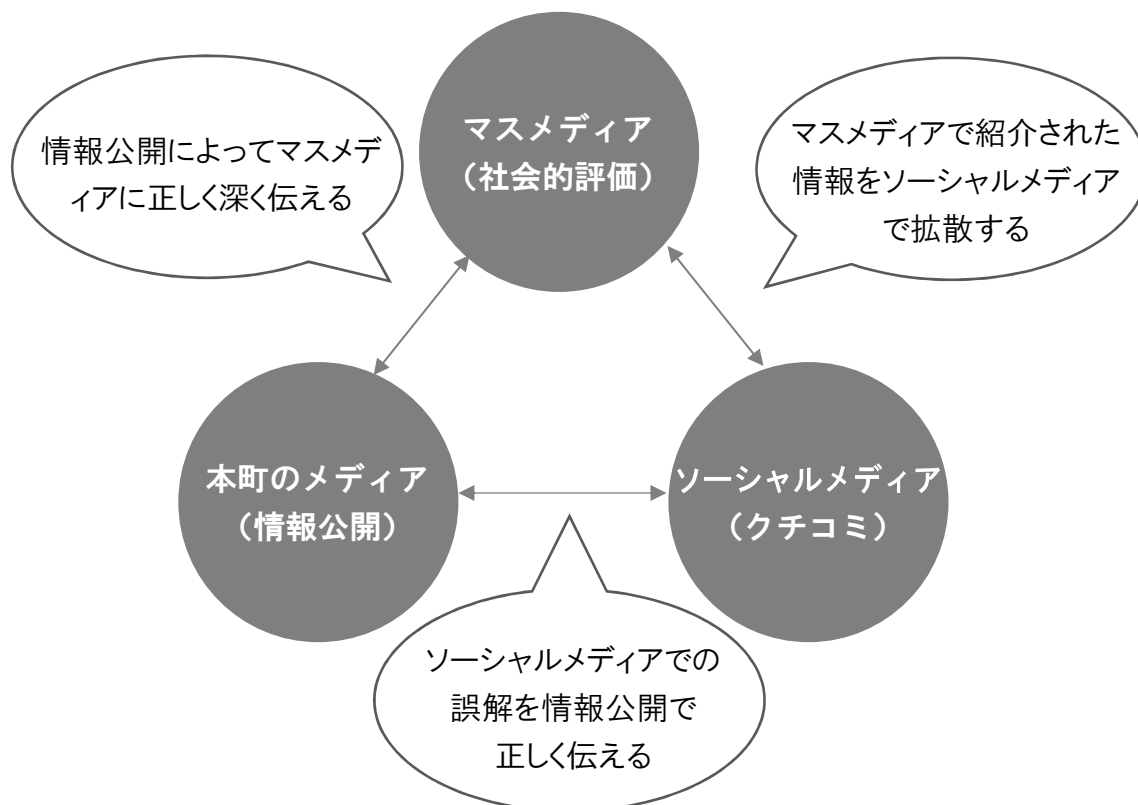 マスメディア
（社会的評価）
情報公開によってマスメデ
ィアに正しく深く伝える
マスメディアで紹介された
情報をソーシャルメディア
で拡散する
本町のメディア
（情報公開）
ソーシャルメディア
（クチコミ）
ソーシャルメディアでの
誤解を情報公開で
正しく伝える